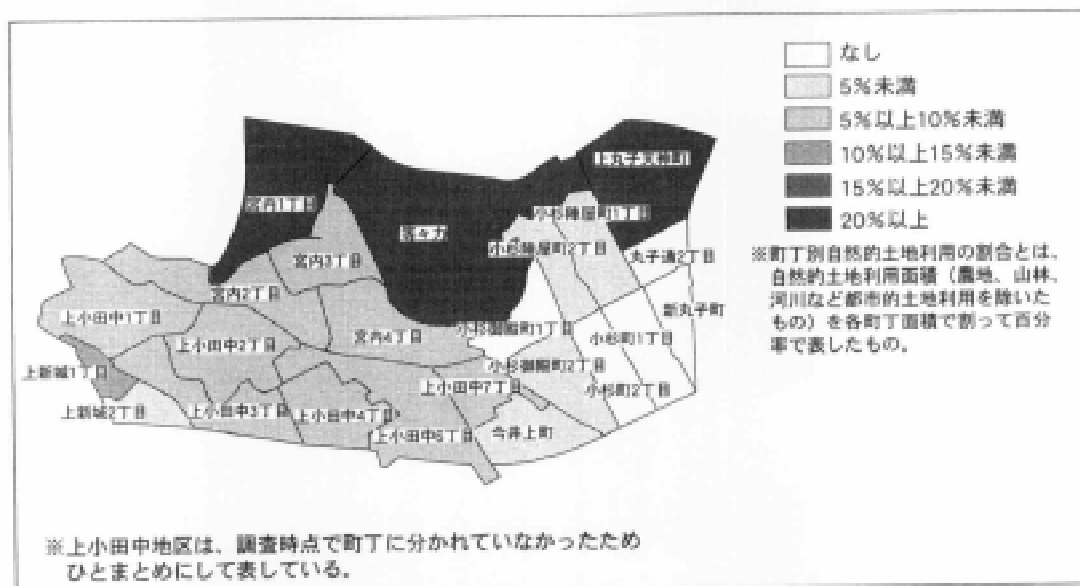 なし
5%未満
5%以上10%未満
10%以上15%未満
15%以上20%未満
20%以上
※町丁別自然的土地利用の割合とは、
自然的土地利用面積（農地、山林、
河川など都市的土地利用を除いた
もの）を各町丁面積で割って百分
率で表したもの。
上丸子天神町
宮内1丁目
等々力
小杉陣屋町1丁目
小杉陣屋町2丁目
丸子通2丁目
宮内3丁目
宮内2丁目
新丸子町
上小田中1丁目
小杉御殿町1丁目
宮内4丁目
小杉町1丁目
上小田中2丁目
小杉御殿町2丁目
上新城1丁目
上小田中7丁目
小杉町2丁目
上新城2丁目
上小田中3丁目
上小田中4丁目
上小田中6丁目
今井上町
※上小田中地区は、調査時点で町丁に分かれていなかったため
ひとまとめにして表している。